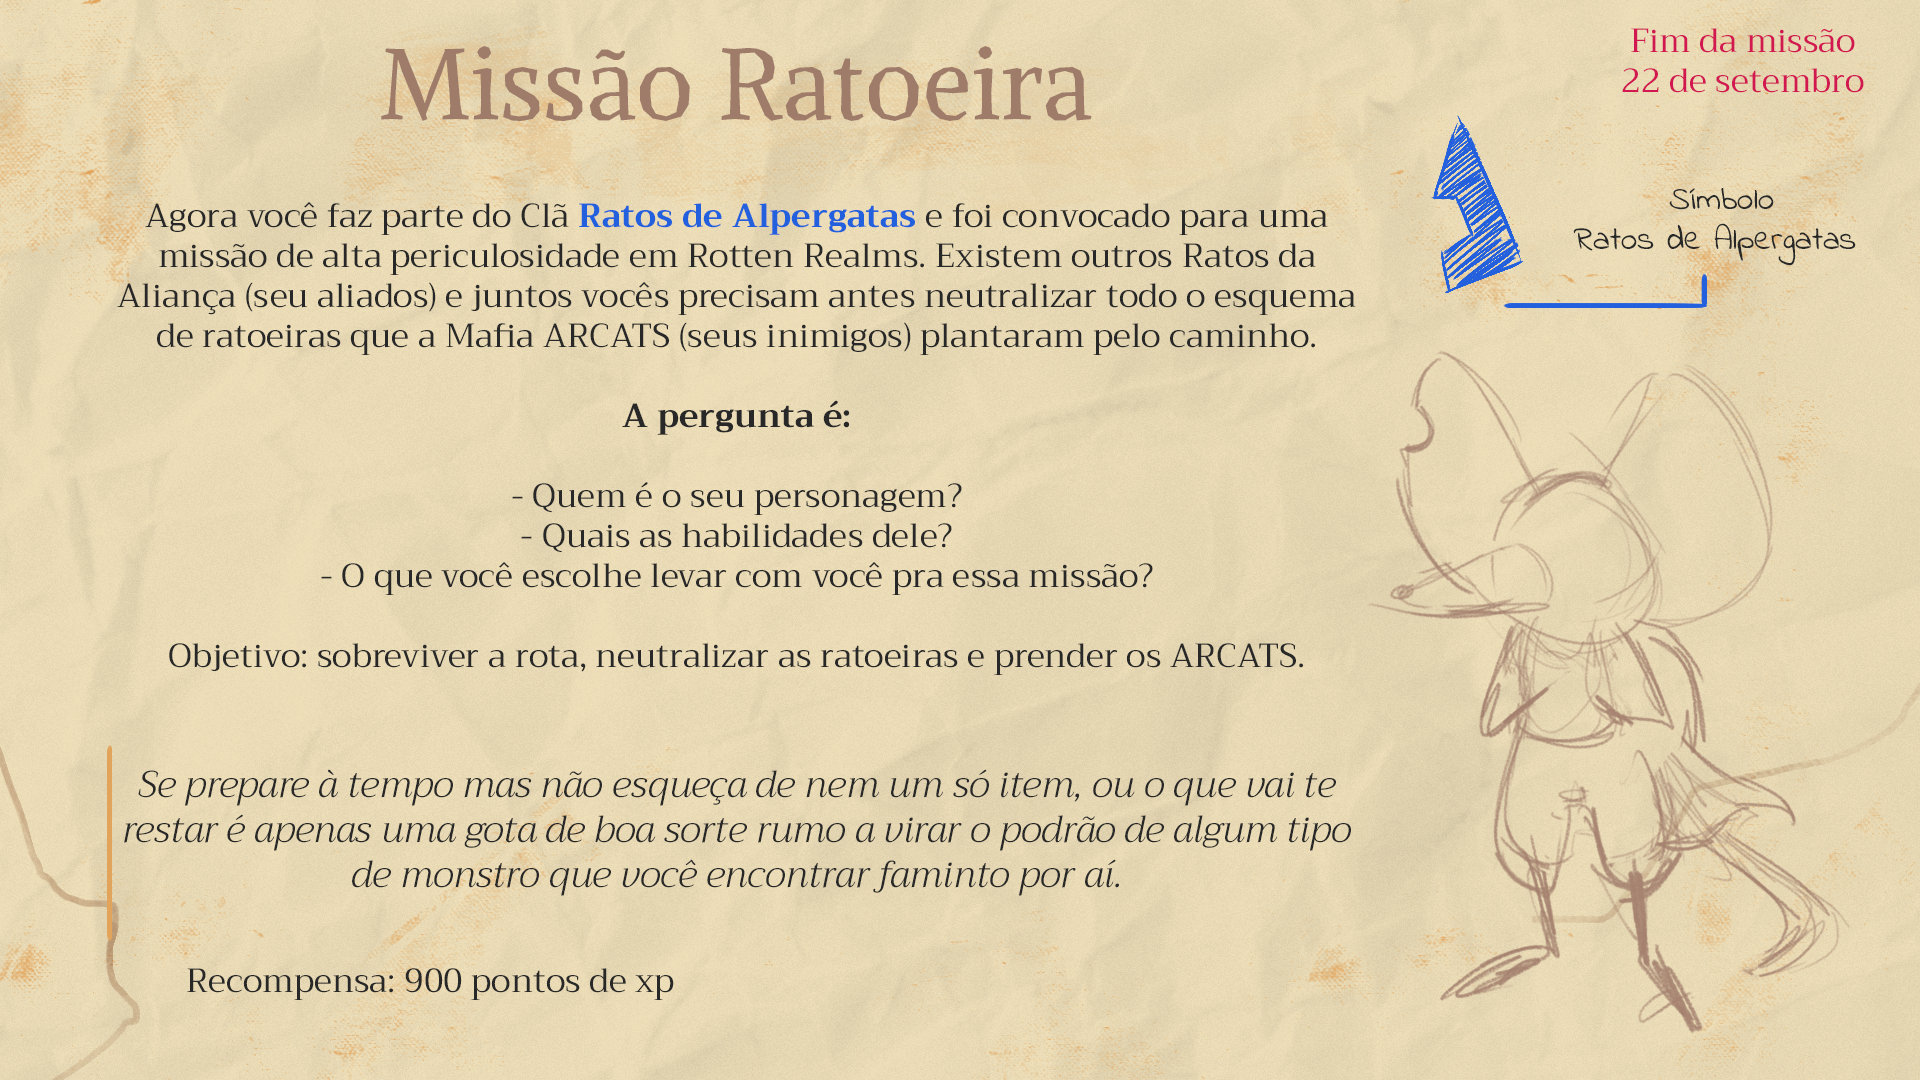 Missão Ratoeira
Fim da missão
22 de setembro
Símbolo
Ratos de Alpergatas
Agora você faz parte do Clã Ratos de Alpergatas e foi convocado para uma
missão de alta periculosidade em Rotten Realms. Existem outros Ratos da
Aliança (seu aliados) e juntos vocês precisam antes neutralizar todo o esquema
de ratoeiras que a Mafia ARCATS (seus inimigos) plantaram pelo caminho.
A pergunta é:
- Quem é o seu personagem?
- Quais as habilidades dele?
- O que você escolhe levar com você pra essa missão?
Objetivo: sobreviver a rota, neutralizar as ratoeiras e prender os ARCATS.
Se prepare à tempo mas não esqueça de nem um só item, ou o que vai te
restar é apenas uma gota de boa sorte rumo a virar o podrão de algum tipo
de monstro que você encontrar faminto por aí.
Recompensa: 900 pontos de xp